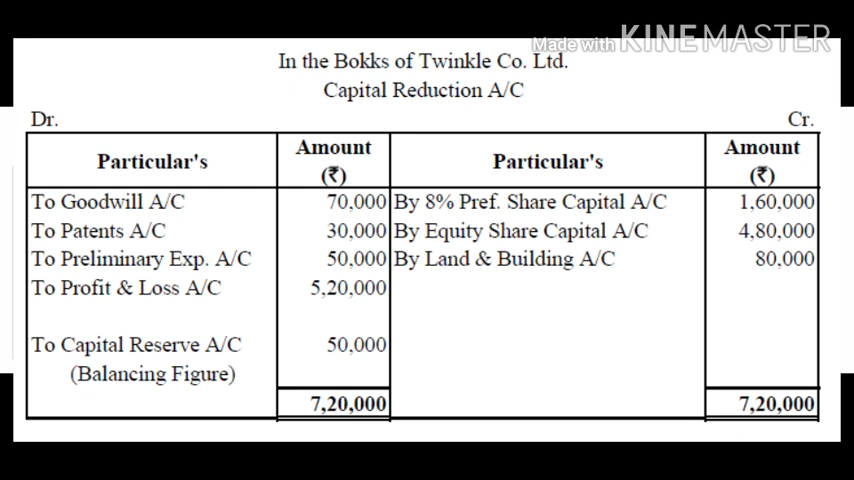 Made with KINEMASTER
In the Bokks of Twinkle Co. Ltd.
Capital Reduction A/C
Dr. Cr.
Particular's Amount (₹) Particular's Amount (₹)
To Goodwill A/C 70,000 By 8% Pref. Share Capital A/C 1,60,000
To Patents A/C 30,000 By Equity Share Capital A/C 4,80,000
To Preliminary Exp. A/C 50,000 By Land & Building A/C 80,000
To Profit & Loss A/C 5,20,000
To Capital Reserve A/C 50,000
(Balancing Figure)
7,20,000 7,20,000